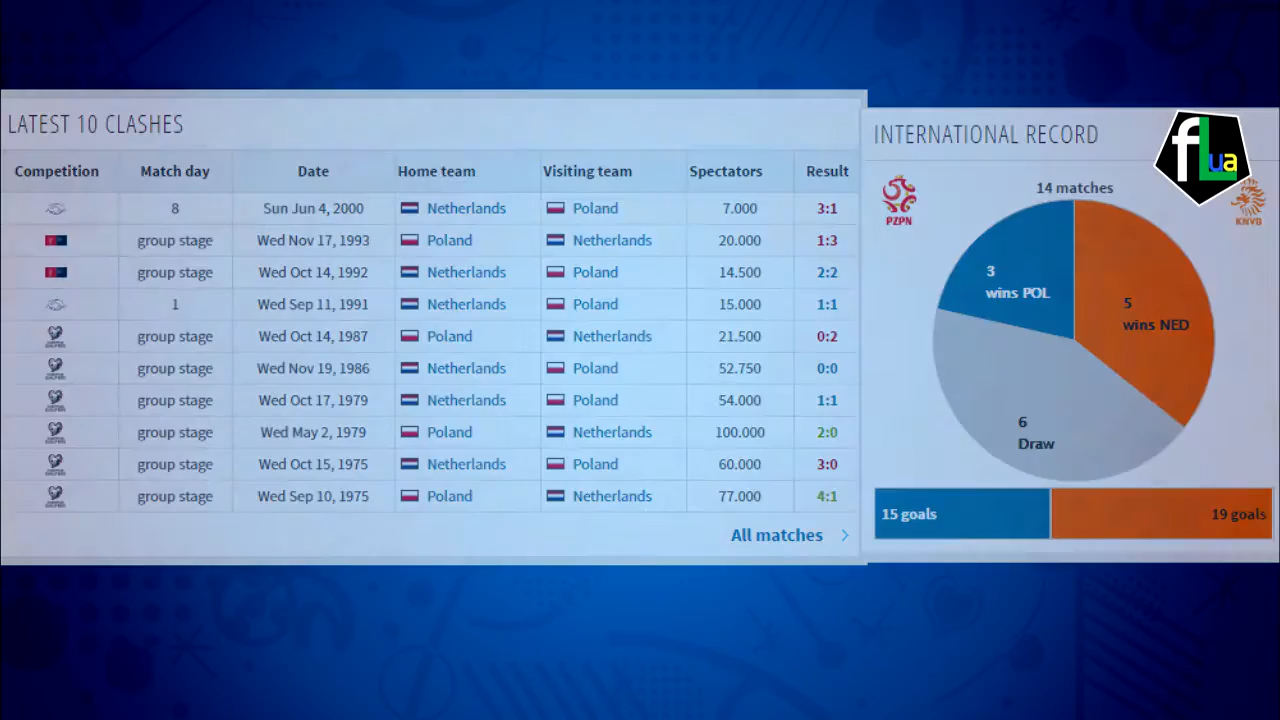 LATEST 10 CLASHES
Competition Match day Date Home team Visiting team Spectators Result
8 Sun Jun 4, 2000 Netherlands Poland 7.000 3:1
group stage Wed Nov 17, 1993 Poland Netherlands 20.000 1:3
group stage Wed Oct 14, 1992 Netherlands Poland 14.500 2:2
1 Wed Sep 11, 1991 Netherlands Poland 15.000 1:1
group stage Wed Oct 14, 1987 Poland Netherlands 21.500 0:2
group stage Wed Nov 19, 1986 Netherlands Poland 52.750 0:0
group stage Wed Oct 17, 1979 Netherlands Poland 54.000 1:1
group stage Wed May 2, 1979 Poland Netherlands 100.000 2:0
group stage Wed Oct 15, 1975 Netherlands Poland 60.000 3:0
group stage Wed Sep 10, 1975 Poland Netherlands 77.000 4:1
All matches
INTERNATIONAL RECORD
fLua
14 matches
PZPN
KNVB
3
wins POL
5
wins NED
6
Draw
15 goals 19 goals